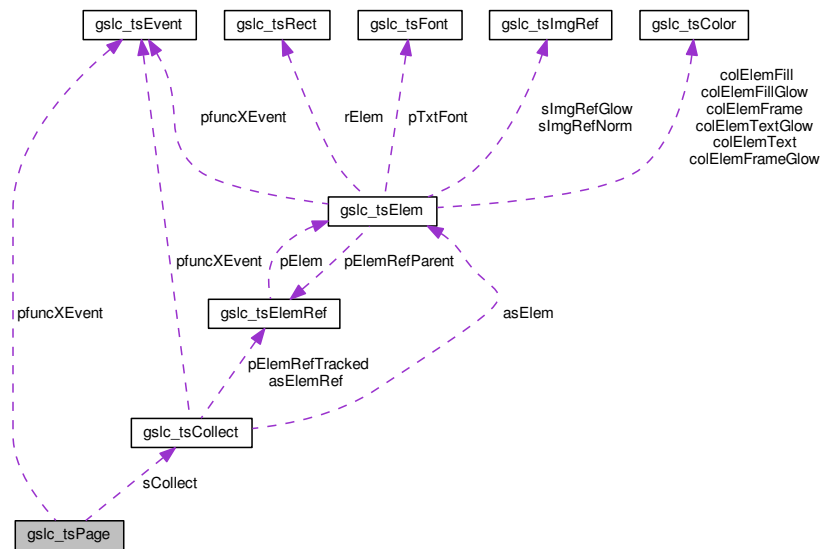 gslc_tsEvent
gslc_tsRect
gslc_tsFont
gslc_tsImgRef
gslc_tsColor
pfuncXEvent
rElem
pTxtFont
sImgRefGlow
sImgRefNorm
colElemFill
colElemFillGlow
colElemFrame
colElemTextGlow
colElemText
colElemFrameGlow
gslc_tsElem
pfuncXEvent
pElem
pElemRefParent
pfuncXEvent
gslc_tsElemRef
asElem
pElemRefTracked
asElemRef
gslc_tsCollect
sCollect
gslc_tsPage